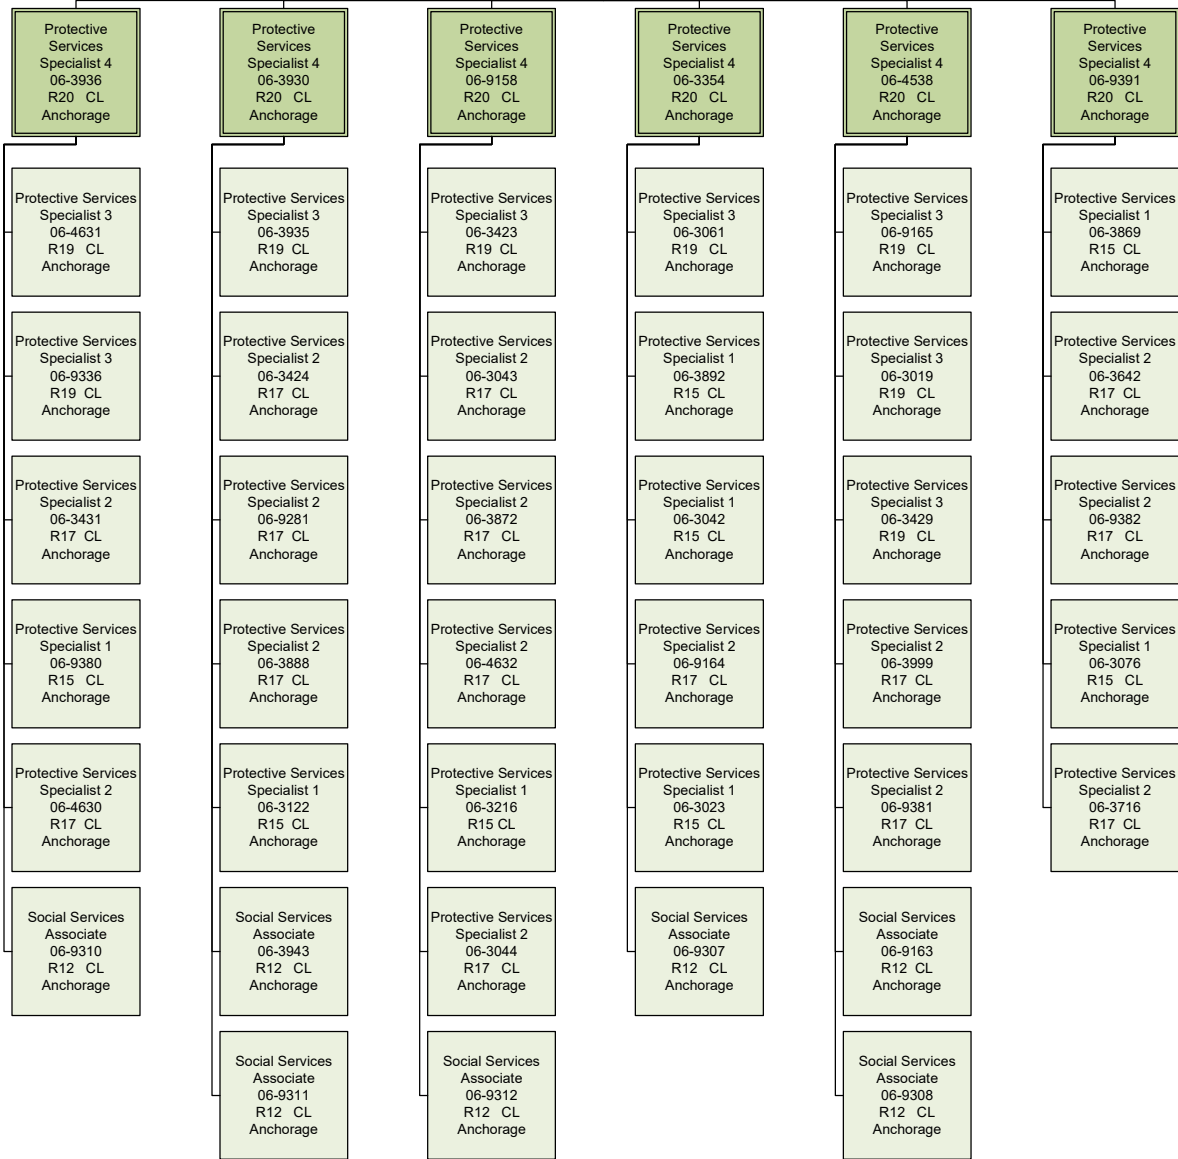 Protective
Services
Specialist 4
06-3936
R20 CL
Anchorage
Protective Services
Specialist 3
06-4631
R19 CL
Anchorage
Protective Services
Specialist 3
06-9336
R19 CL
Anchorage
Protective Services
Specialist 2
06-3431
R17 CL
Anchorage
Protective Services
Specialist 1
06-9380
R15 CL
Anchorage
Protective Services
Specialist 2
06-4630
R17 CL
Anchorage
Social Services
Associate
06-9310
R12 CL
Anchorage
Protective
Services
Specialist 4
06-3930
R20 CL
Anchorage
Protective Services
Specialist 3
06-3935
R19 CL
Anchorage
Protective Services
Specialist 2
06-3424
R17 CL
Anchorage
Protective Services
Specialist 2
06-9281
R17 CL
Anchorage
Protective Services
Specialist 2
06-3888
R17 CL
Anchorage
Protective Services
Specialist 1
06-3122
R15 CL
Anchorage
Social Services
Associate
06-3943
R12 CL
Anchorage
Social Services
Associate
06-9311
R12 CL
Anchorage
Protective
Services
Specialist 4
06-9158
R20 CL
Anchorage
Protective Services
Specialist 3
06-3423
R19 CL
Anchorage
Protective Services
Specialist 2
06-3043
R17 CL
Anchorage
Protective Services
Specialist 2
06-3872
R17 CL
Anchorage
Protective Services
Specialist 2
06-4632
R17 CL
Anchorage
Protective Services
Specialist 1
06-3216
R15 CL
Anchorage
Protective Services
Specialist 2
06-3044
R17 CL
Anchorage
Social Services
Associate
06-9312
R12 CL
Anchorage
Protective
Services
Specialist 4
06-3354
R20 CL
Anchorage
Protective Services
Specialist 3
06-3061
R19 CL
Anchorage
Protective Services
Specialist 1
06-3892
R15 CL
Anchorage
Protective Services
Specialist 1
06-3042
R15 CL
Anchorage
Protective Services
Specialist 2
06-9164
R17 CL
Anchorage
Protective Services
Specialist 1
06-3023
R15 CL
Anchorage
Social Services
Associate
06-9307
R12 CL
Anchorage
Protective
Services
Specialist 4
06-4538
R20 CL
Anchorage
Protective Services
Specialist 3
06-9165
R19 CL
Anchorage
Protective Services
Specialist 3
06-3019
R19 CL
Anchorage
Protective Services
Specialist 3
06-3429
R19 CL
Anchorage
Protective Services
Specialist 2
06-3999
R17 CL
Anchorage
Protective Services
Specialist 2
06-9381
R17 CL
Anchorage
Social Services
Associate
06-9163
R12 CL
Anchorage
Social Services
Associate
06-9308
R12 CL
Anchorage
Protective
Services
Specialist 4
06-9391
R20 CL
Anchorage
Protective Services
Specialist 1
06-3869
R15 CL
Anchorage
Protective Services
Specialist 2
06-3642
R17 CL
Anchorage
Protective Services
Specialist 2
06-9382
R17 CL
Anchorage
Protective Services
Specialist 1
06-3076
R15 CL
Anchorage
Protective Services
Specialist 2
06-3716
R17 CL
Anchorage